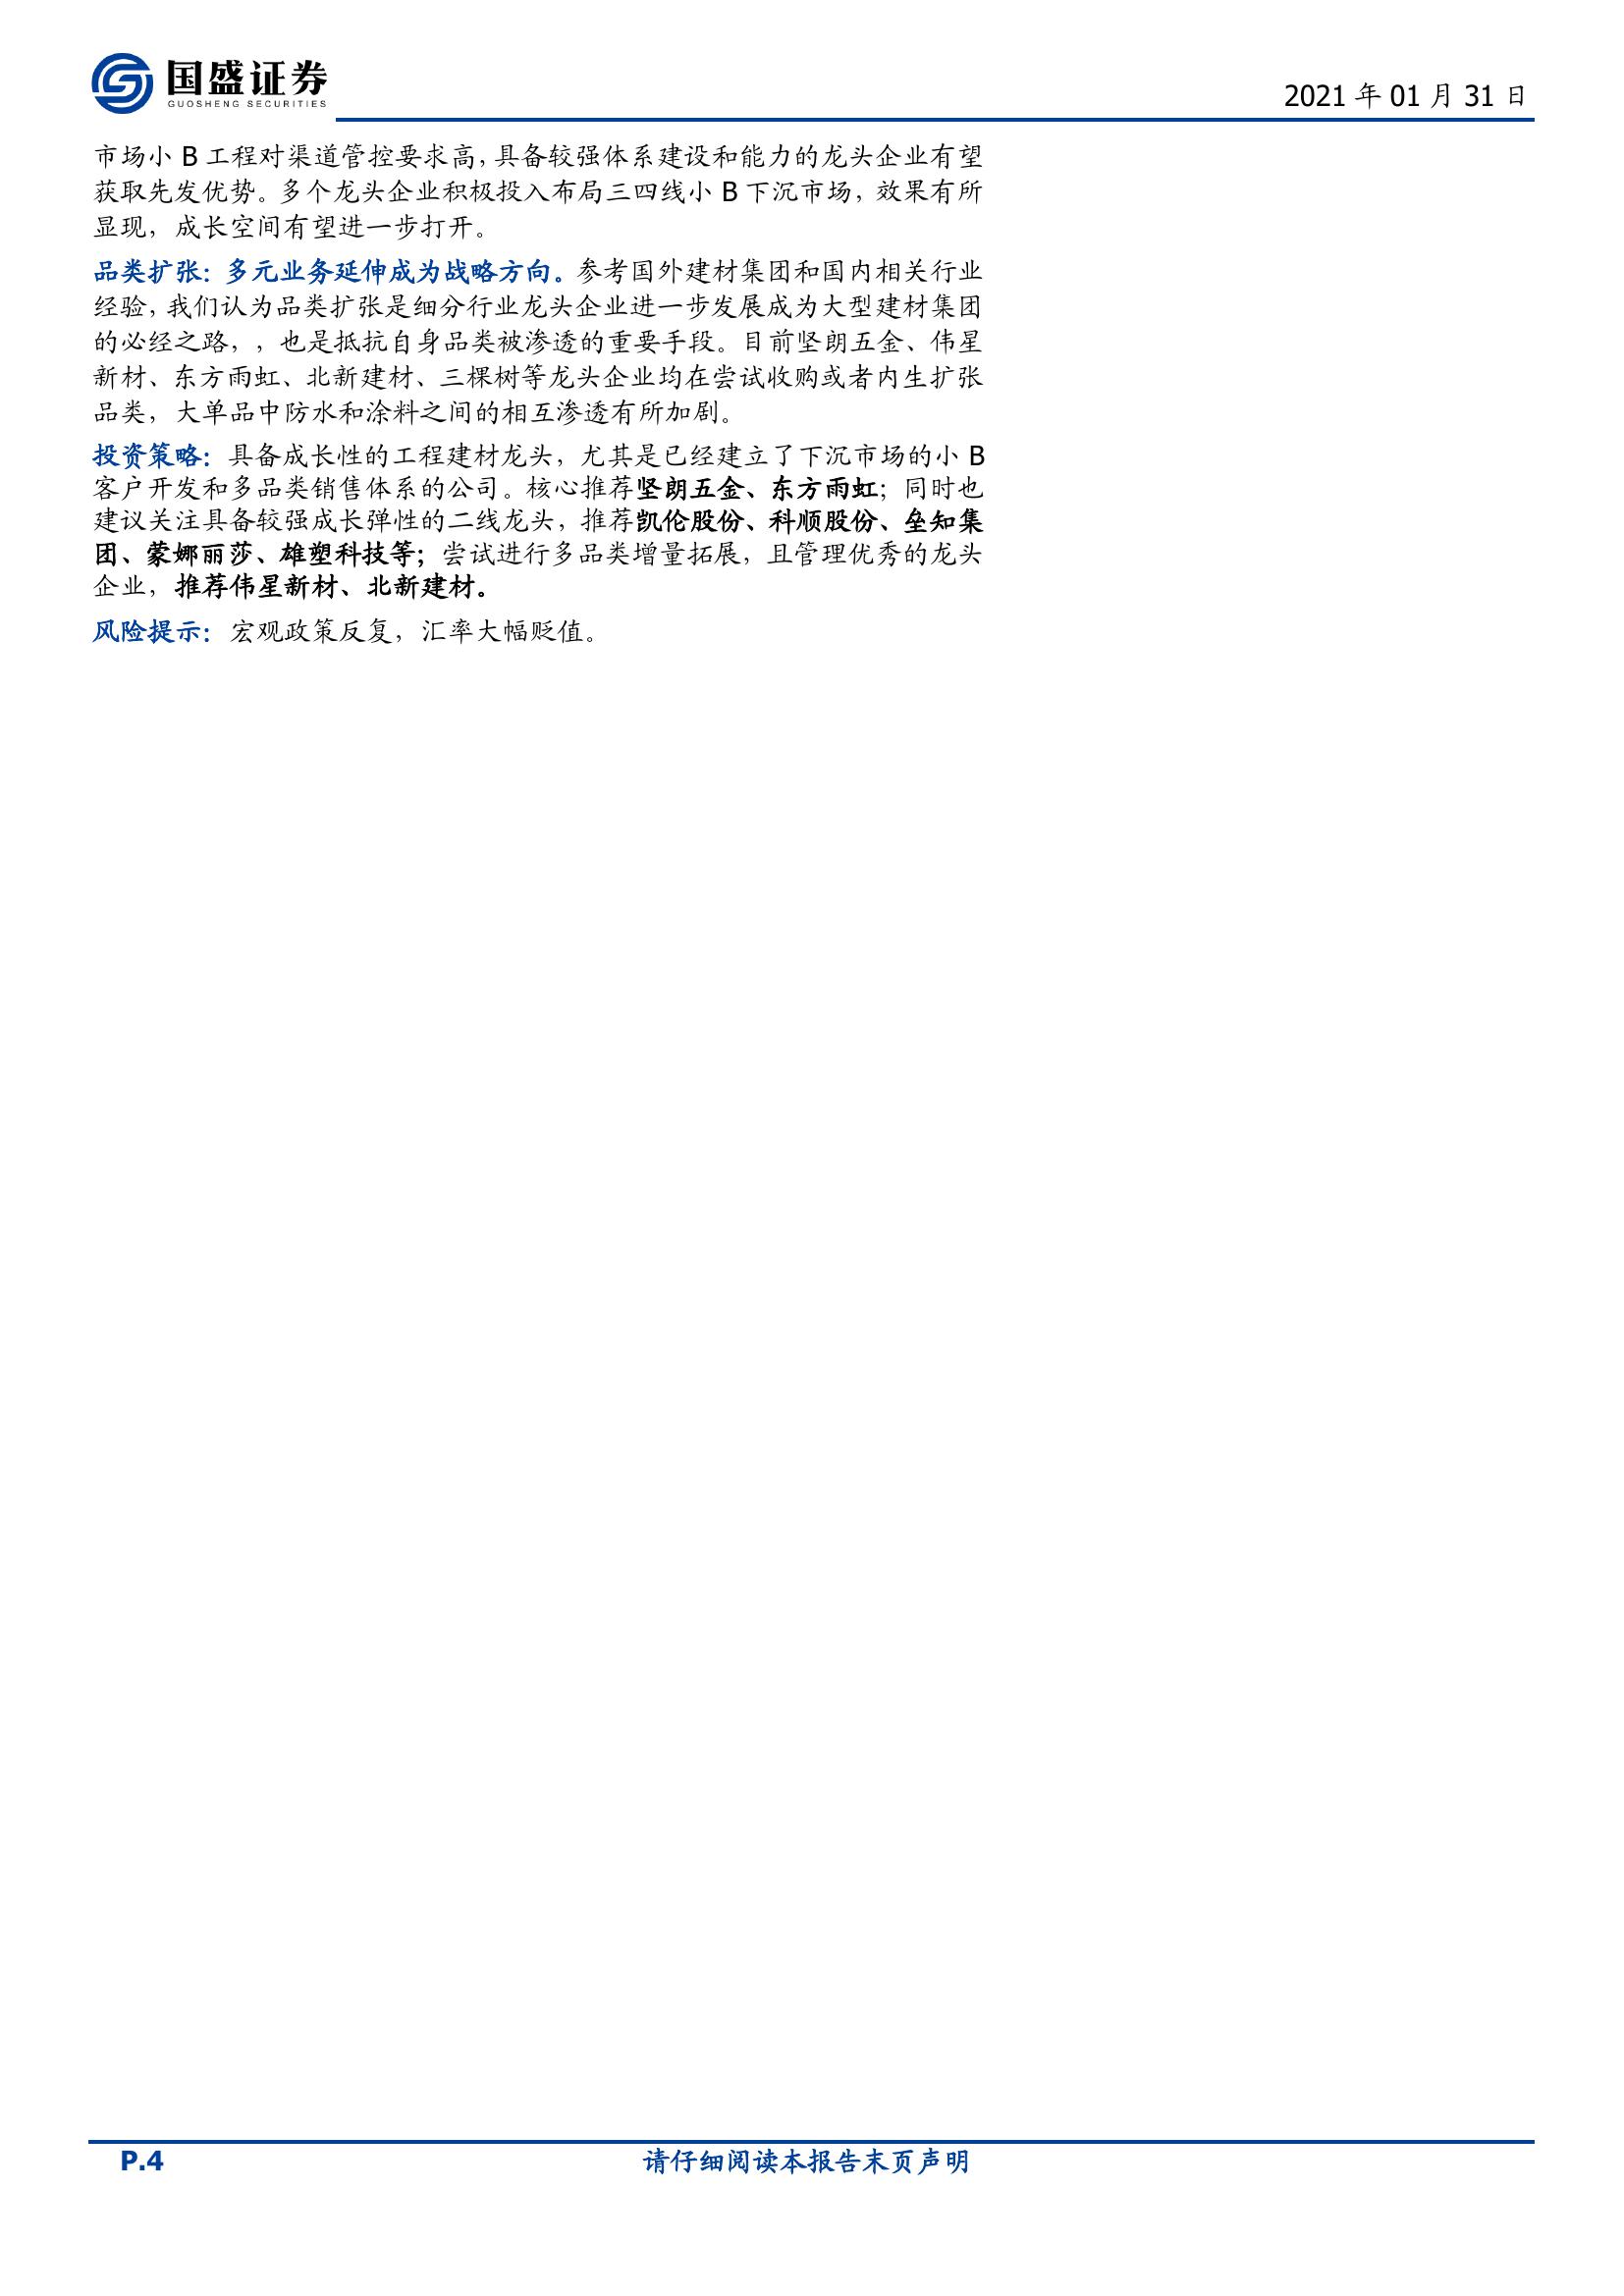 国盛证券
GUOSHENG SECURITIES
2021 年 01 月 31 日
市场小 B 工程对渠道管控要求高，具备较强体系建设和能力的龙头企业有望
获取先发优势。多个龙头企业积极投入布局三四线小 B 下沉市场，效果有所
显现，成长空间有望进一步打开。
品类扩张：多元业务延伸成为战略方向。参考国外建材集团和国内相关行业
经验，我们认为品类扩张是细分行业龙头企业进一步发展成为大型建材集团
的必经之路，，也是抵抗自身品类被渗透的重要手段。目前坚朗五金、伟星
新材、东方雨虹、北新建材、三棵树等龙头企业均在尝试收购或者内生扩张
品类，大单品中防水和涂料之间的相互渗透有所加剧。
投资策略：具备成长性的工程建材龙头，尤其是已经建立了下沉市场的小 B
客户开发和多品类销售体系的公司。核心推荐坚朗五金、东方雨虹；同时也
建议关注具备较强成长弹性的二线龙头，推荐凯伦股份、科顺股份、垒知集
团、蒙娜丽莎、雄塑科技等；尝试进行多品类增量拓展，且管理优秀的龙头
企业，推荐伟星新材、北新建材。
风险提示：宏观政策反复，汇率大幅贬值。
P.4
请仔细阅读本报告末页声明